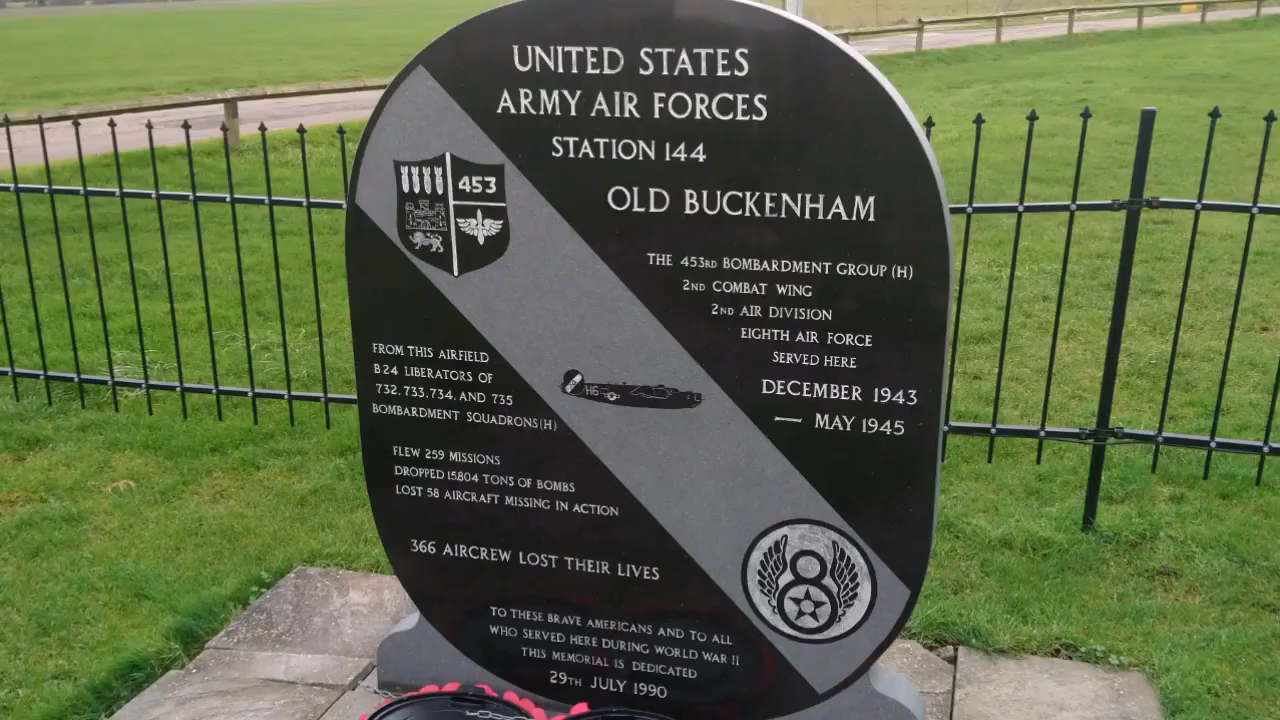 UNITED STATES
ARMY AIR FORCES
STATION 144
OLD BUCKENHAM
453
THE 453RD BOMBARDMENT GROUP (H)
2ND COMBAT WING
2ND AIR DIVISION
EIGHTH AIR FORCE
SERVED HERE
DECEMBER 1943
— MAY 1945
FROM THIS AIRFIELD
B24 LIBERATORS OF
732.733.734. AND 735
BOMBARDMENT SQUADRONS(H)
H6
FLEW 259 MISSIONS
DROPPED 15,804 TONS OF BOMBS
LOST 58 AIRCRAFT MISSING IN ACTION
366 AIRCREW LOST THEIR LIVES
8
TO THESE BRAVE AMERICANS AND TO ALL
WHO SERVED HERE DURING WORLD WAR II
THIS MEMORIAL IS DEDICATED
29TH JULY 1990